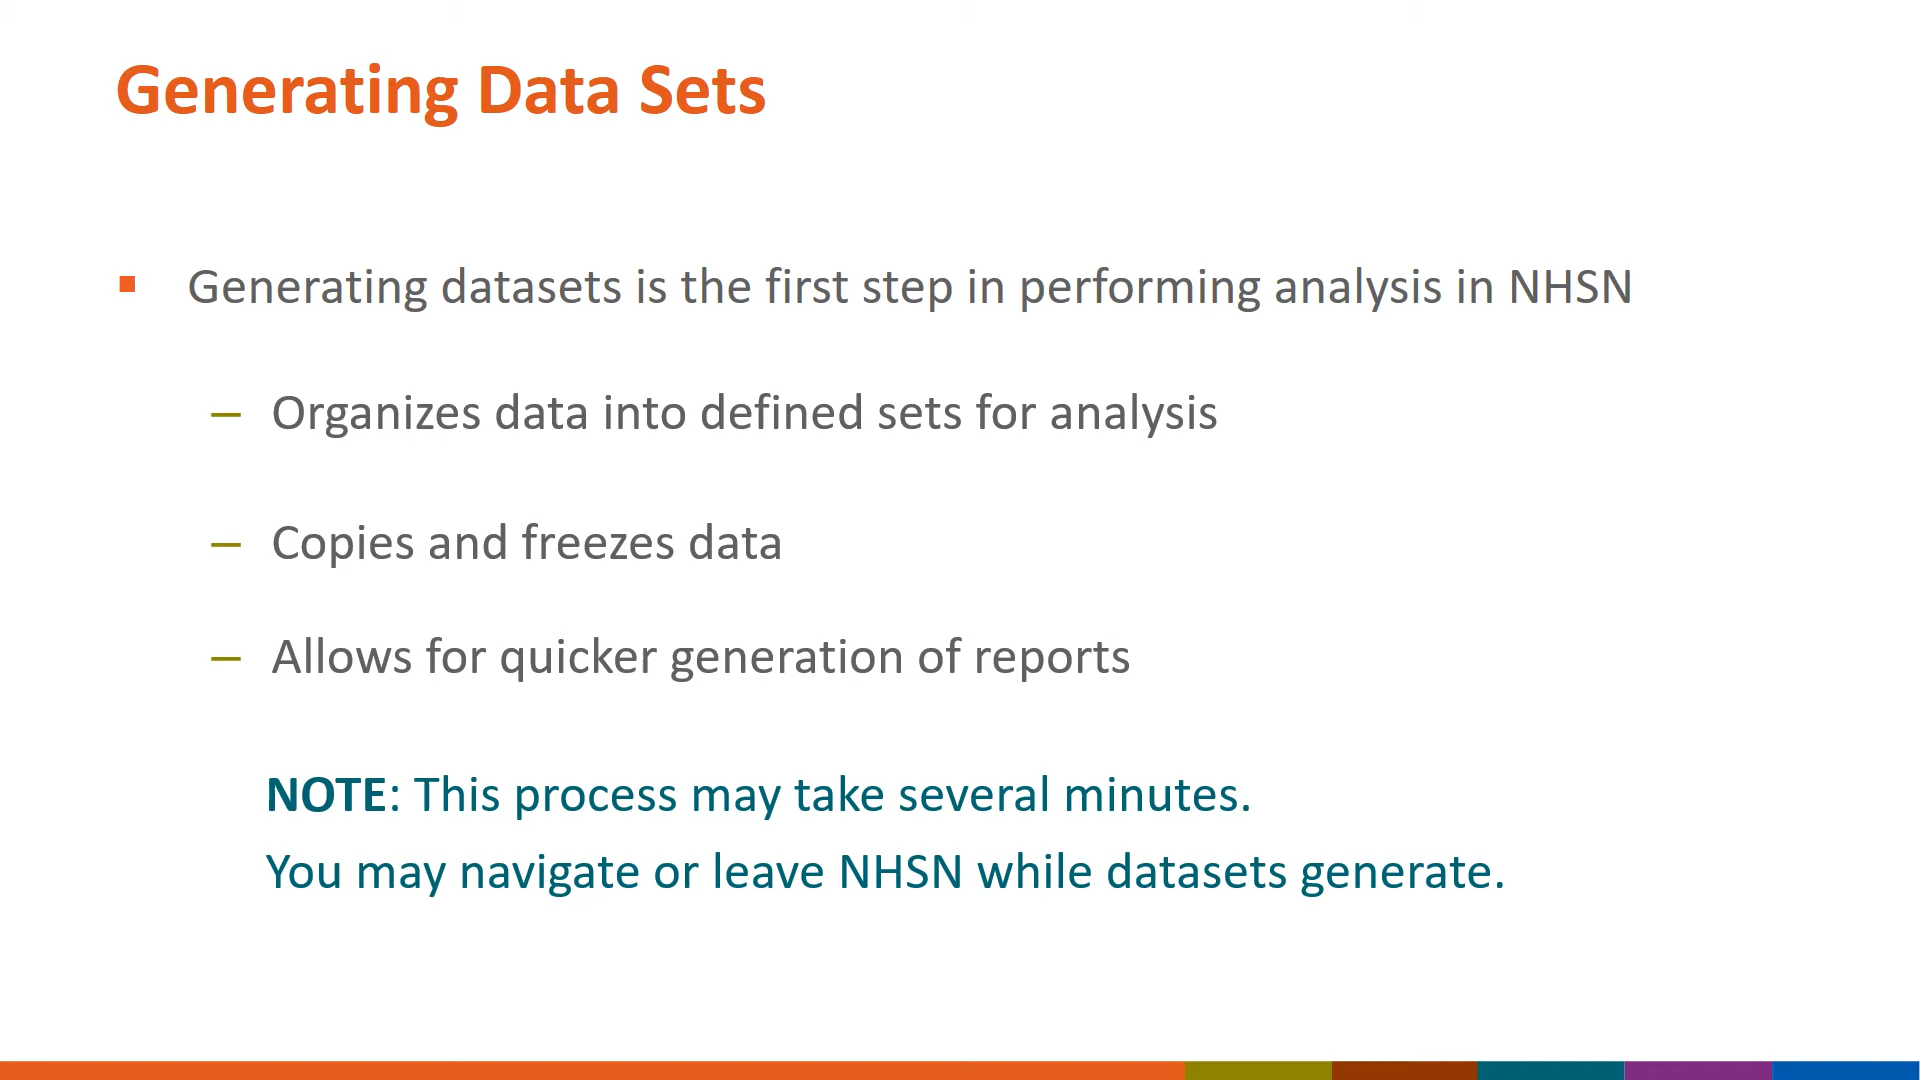 Generating Data Sets
▪ Generating datasets is the first step in performing analysis in NHSN
– Organizes data into defined sets for analysis
– Copies and freezes data
– Allows for quicker generation of reports
NOTE: This process may take several minutes.
You may navigate or leave NHSN while datasets generate.